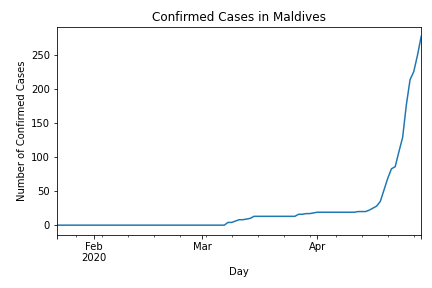 Confirmed Cases in Maldives
Number of Confirmed Cases
250
200
150
100
50
0
Feb
2020
Mar
Apr
Day